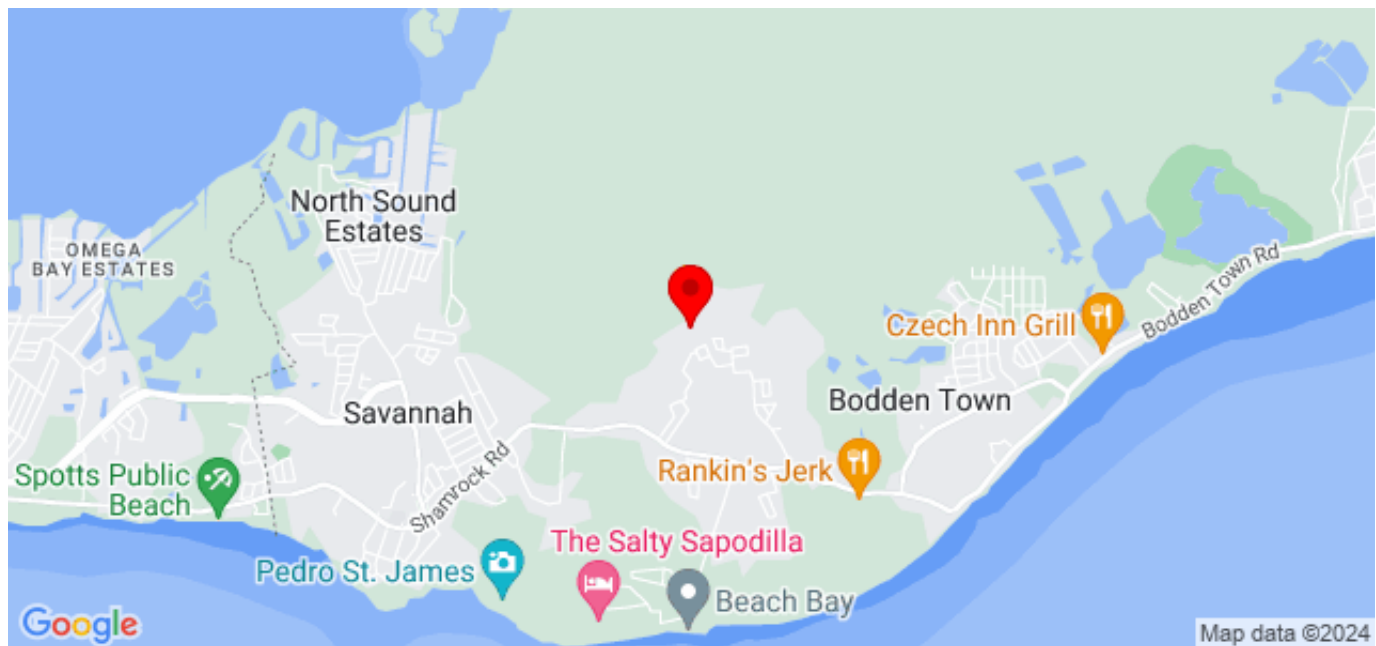 North Sound
Estates
OMEGA
BAY ESTATES
Bodden Town Rd
Czech Inn Grill
Bodden Town
Savannah
Shamrock Rd
Rankin's Jerk
Spotts Public
Beach
The Salty Sapodilla
Pedro St. James
Beach Bay
Google
Map data ©2024